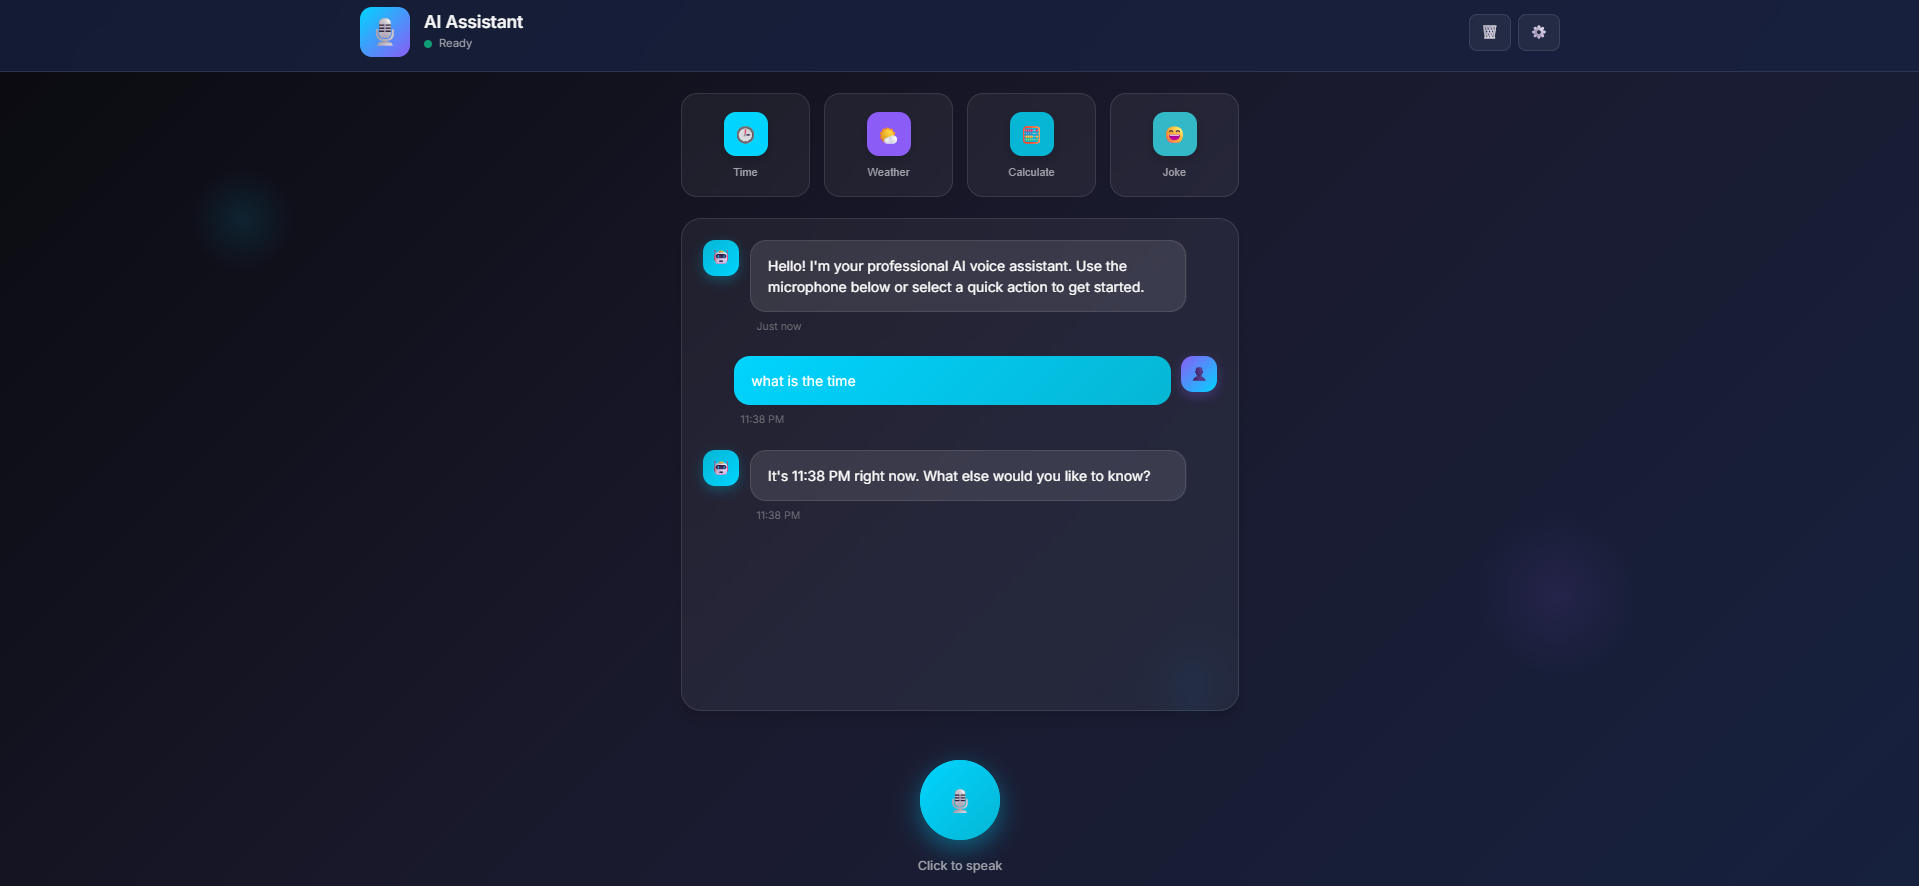 AI Assistant
Ready
Time
Weather
Calculate
Joke
Hello! I'm your professional AI voice assistant. Use the
microphone below or select a quick action to get started.
Just now
what is the time
11:38 PM
It's 11:38 PM right now. What else would you like to know?
11:38 PM
Click to speak